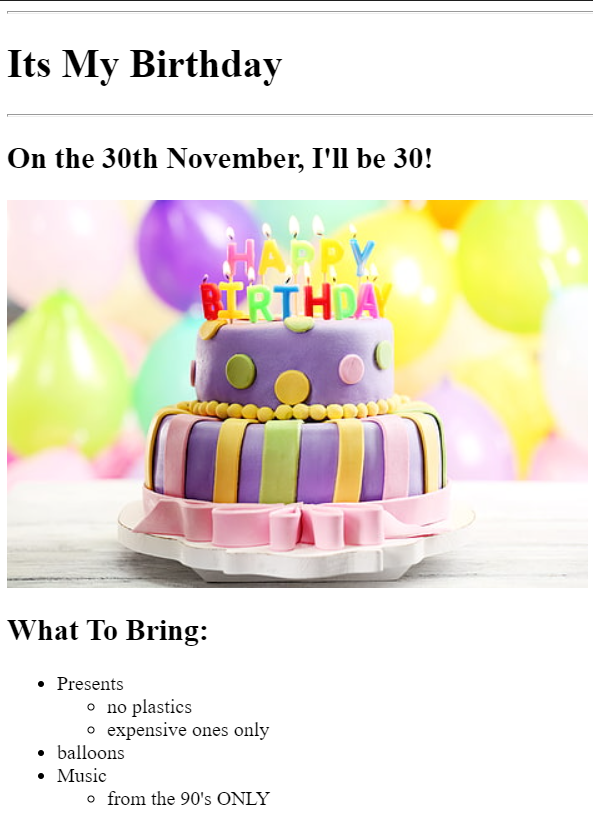 Its My Birthday
On the 30th November, I'll be 30!
HAPPY
BIRTHDAY
What To Bring:
Presents
no plastics
expensive ones only
balloons
Music
from the 90's ONLY